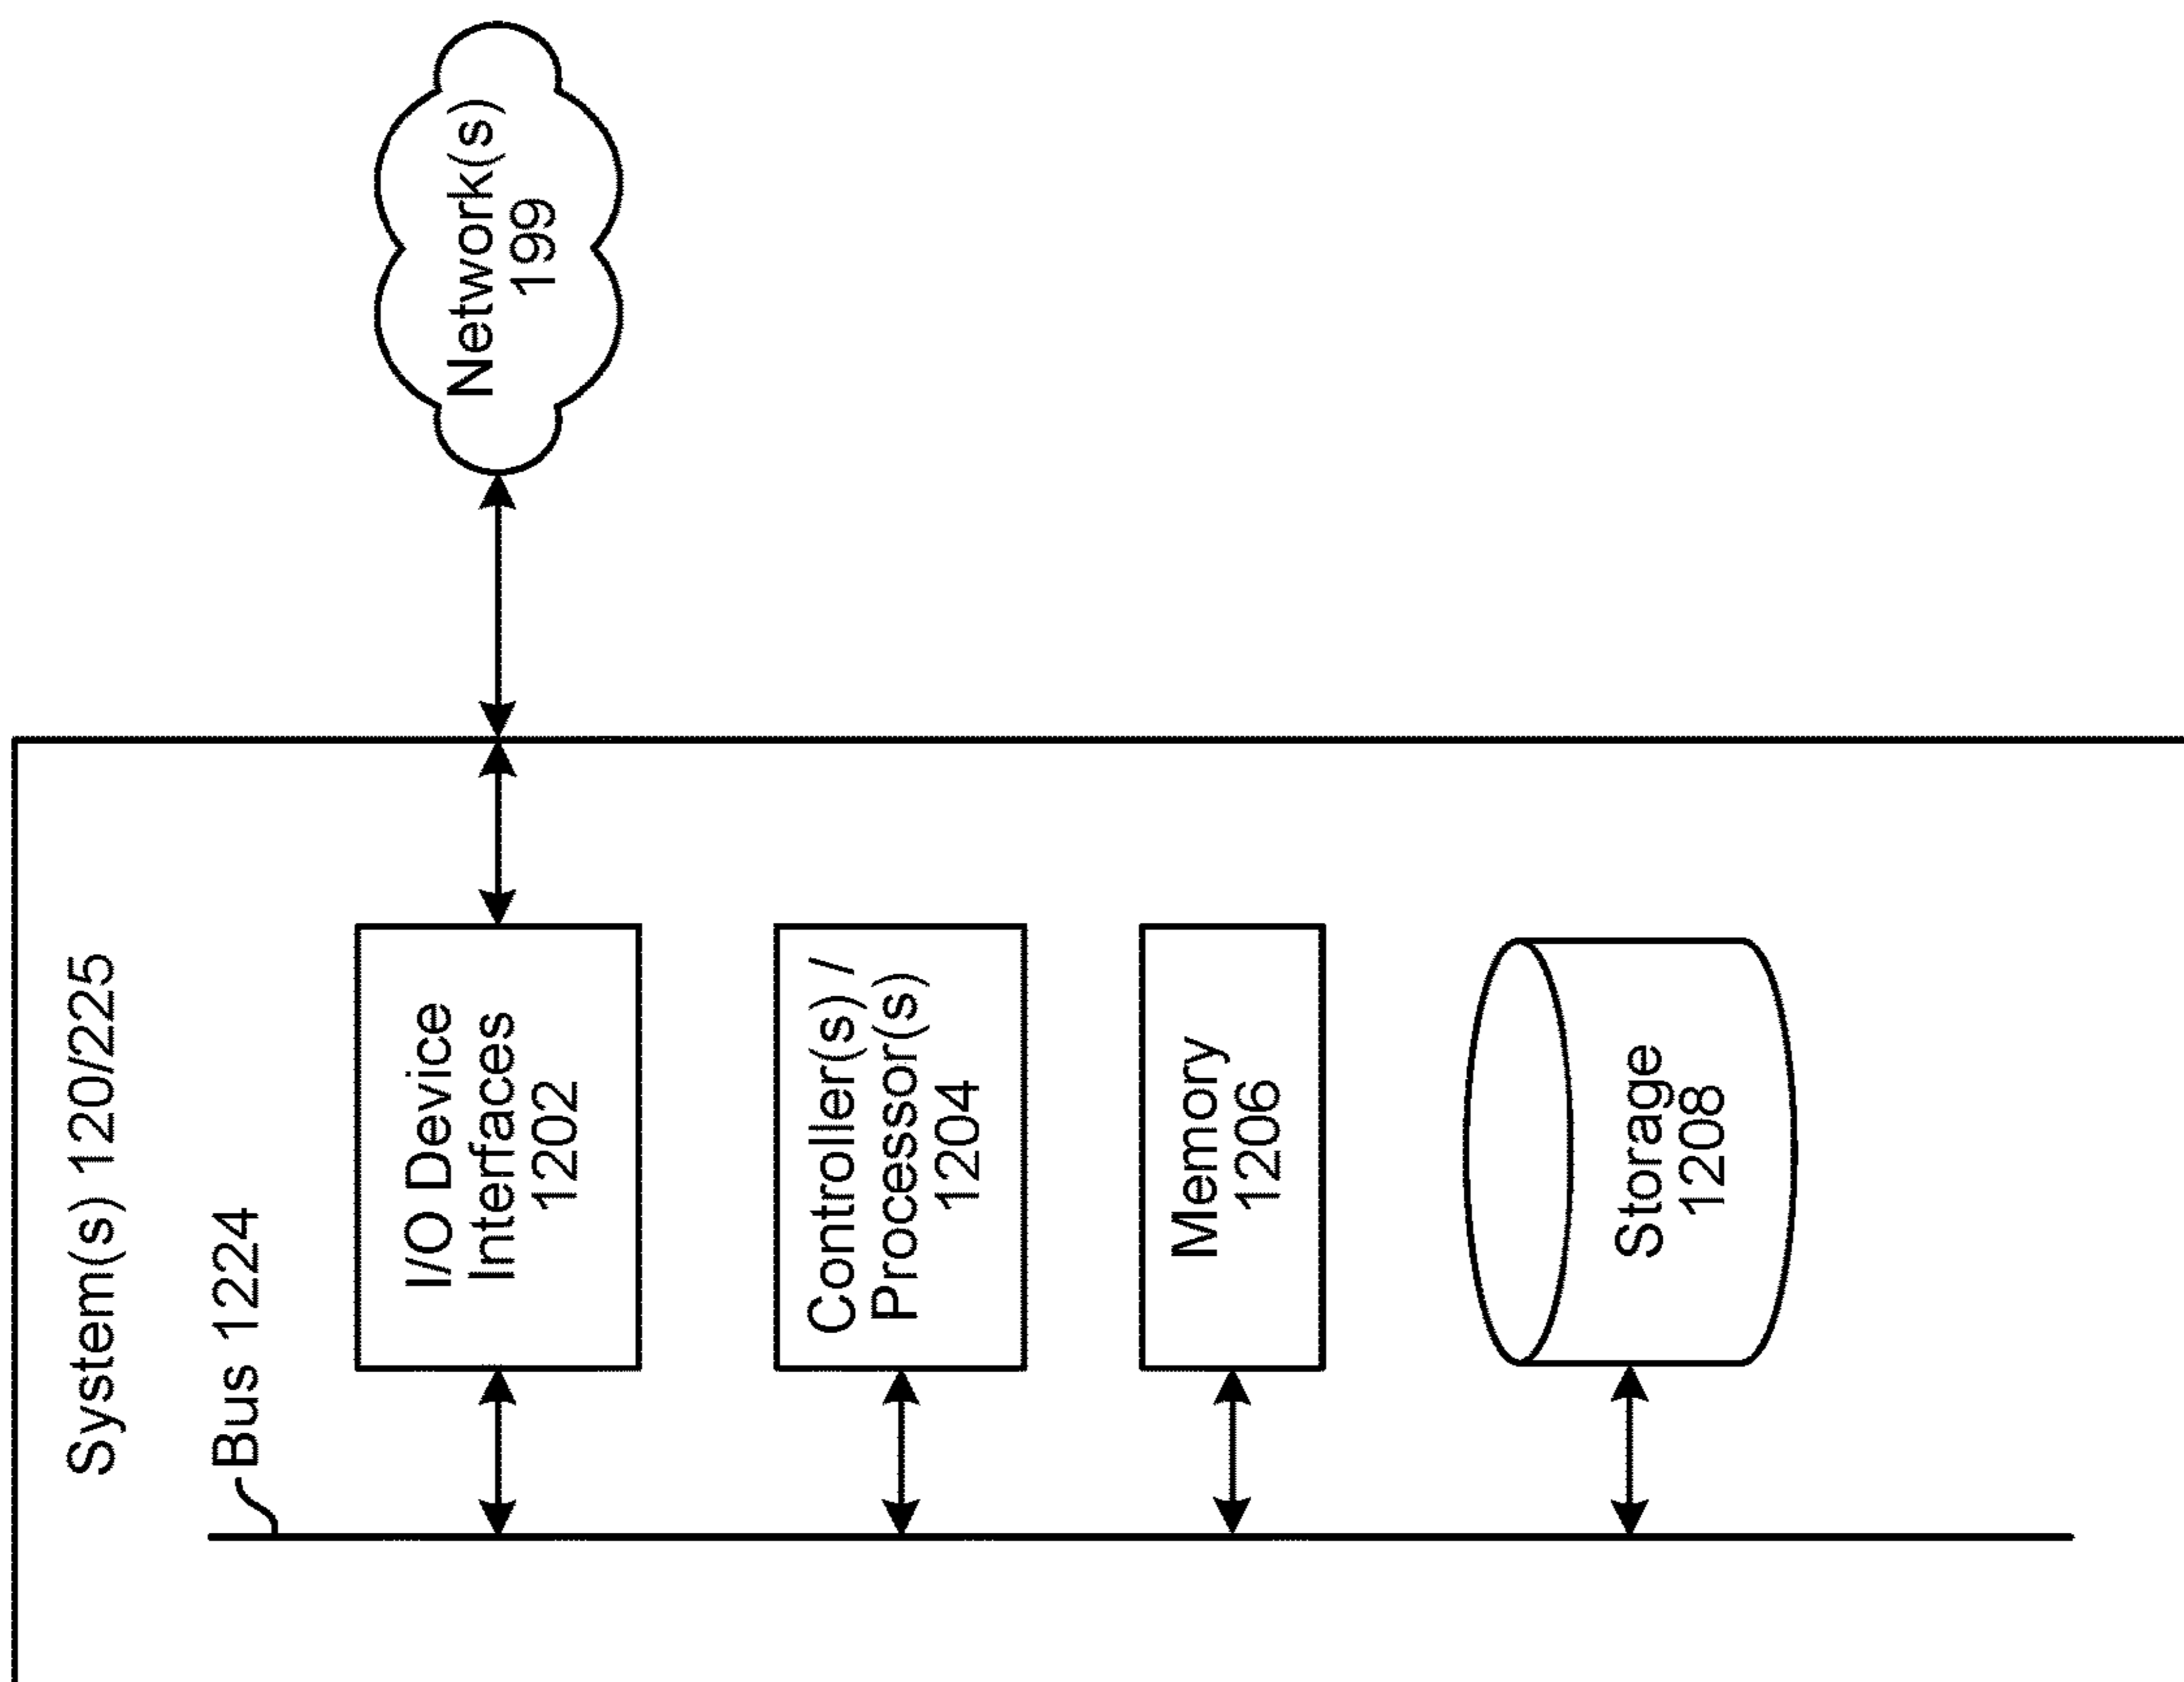 System(s) 120/225
Bus 1224
I/O Device
Interfaces
1202
Network(s)
199
Controller(s) /
Processor(s)
1204
Memory
1206
Storage
1208